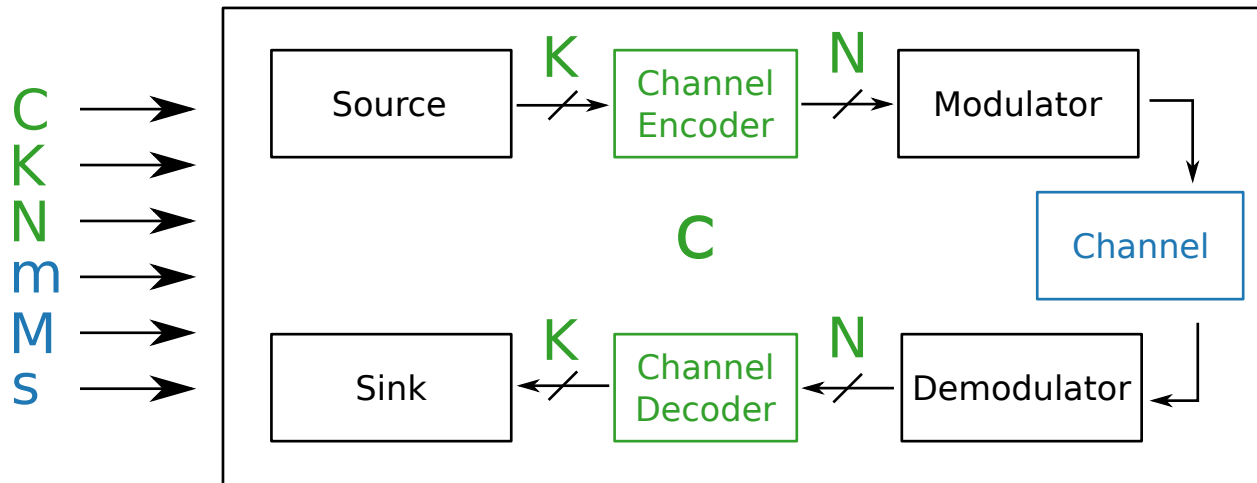 C
K
N
m
M
s
Source
K
Channel
Encoder
N
Modulator
C
Channel
Sink
K
Channel
Decoder
N
Demodulator